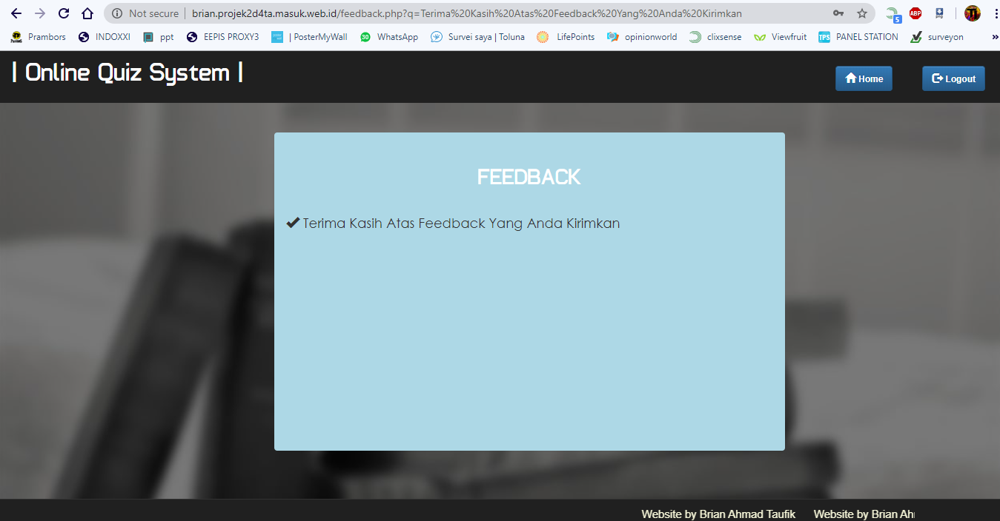 Not secure | brian.projek2d4ta.masuk.web.id/feedback.php?q=Terima%20Kasih%20Atas%20Feedback%20Yang%20Anda%20Kirimkan
5 ABP png
Prambors INDOXXI ppt EEPIS PROXY3 | PosterMyWall 30 WhatsApp Survei saya | Toluna LifePoints opinionworld clixsense Viewfruit TPS PANEL STATION surveyon »
| Online Quiz System |
Home Logout
FEEDBACK
Terima Kasih Atas Feedback Yang Anda Kirimkan
Website by Brian Ahmad Taufik Website by Brian Ah